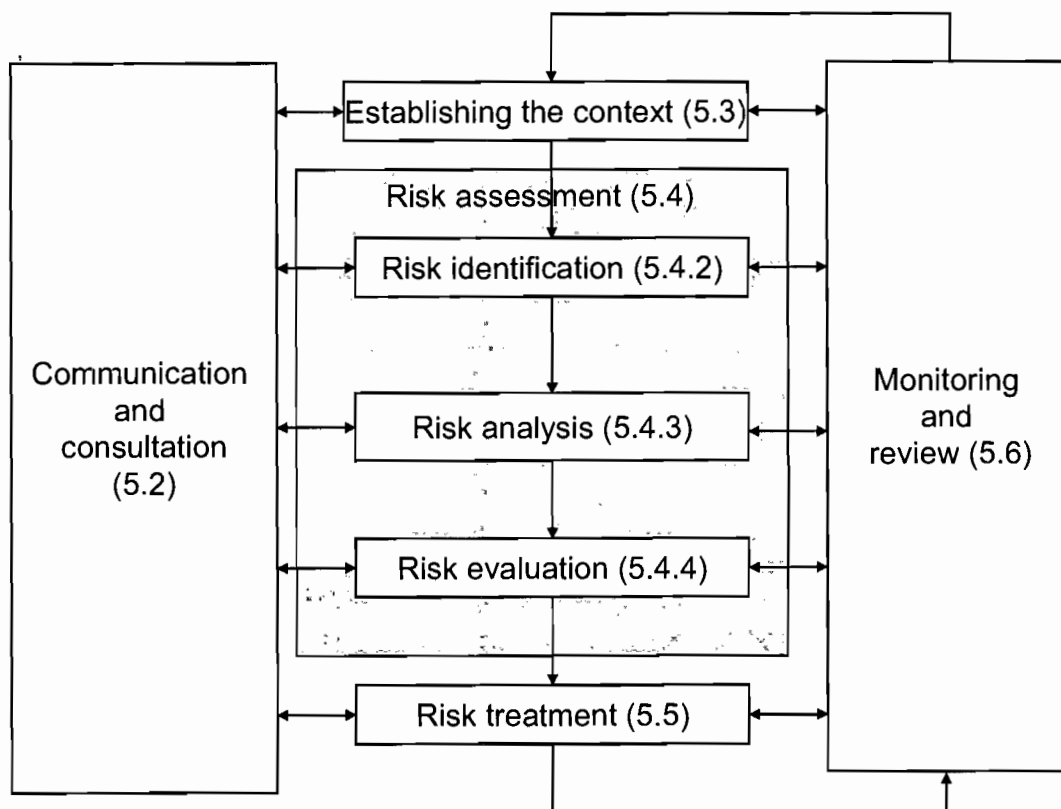 Establishing the context (5.3)
Risk assessment (5.4)
Risk identification (5.4.2)
Communication
and
consultation
(5.2)
Monitoring
and
review (5.6)
Risk analysis (5.4.3)
Risk evaluation (5.4.4)
Risk treatment (5.5)